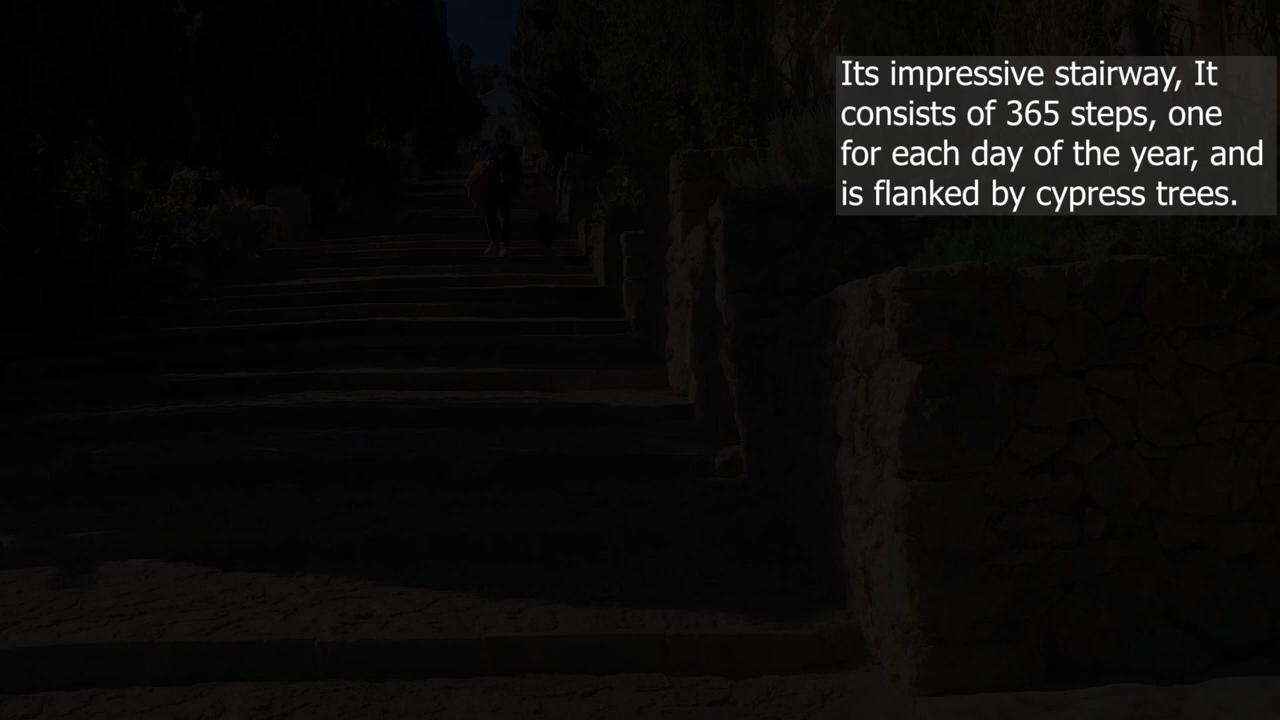 Its impressive stairway, It
consists of 365 steps, one
for each day of the year, and
is flanked by cypress trees.